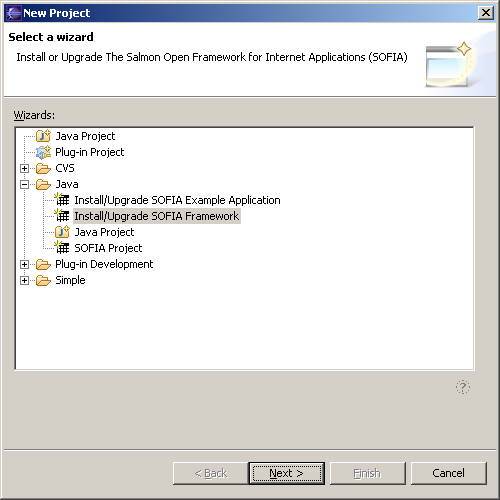 New Project
Select a wizard
Install or Upgrade The Salmon Open Framework for Internet Applications (SOFIA)
Wizards:
Java Project
Plug-in Project
CVS
Java
Install/Upgrade SOFIA Example Application
Install/Upgrade SOFIA Framework
Java Project
SOFIA Project
Plug-in Development
Simple
?
< Back Next > Finish Cancel